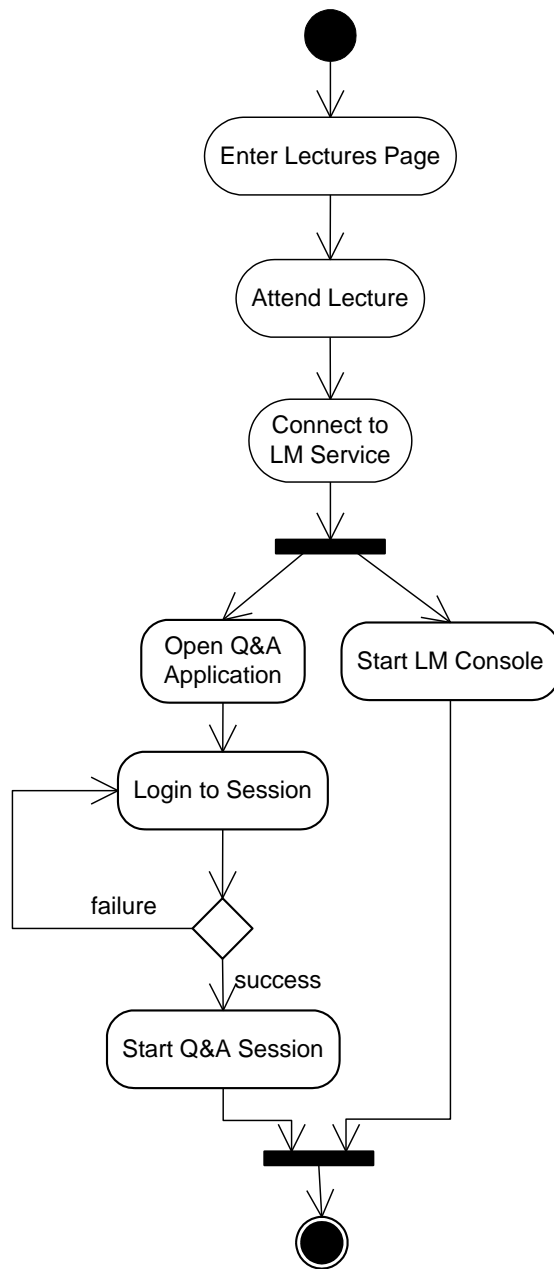 Enter Lectures Page
Attend Lecture
Connect to
LM Service
Open Q&A
Application
Start LM Console
Login to Session
failure
success
Start Q&A Session